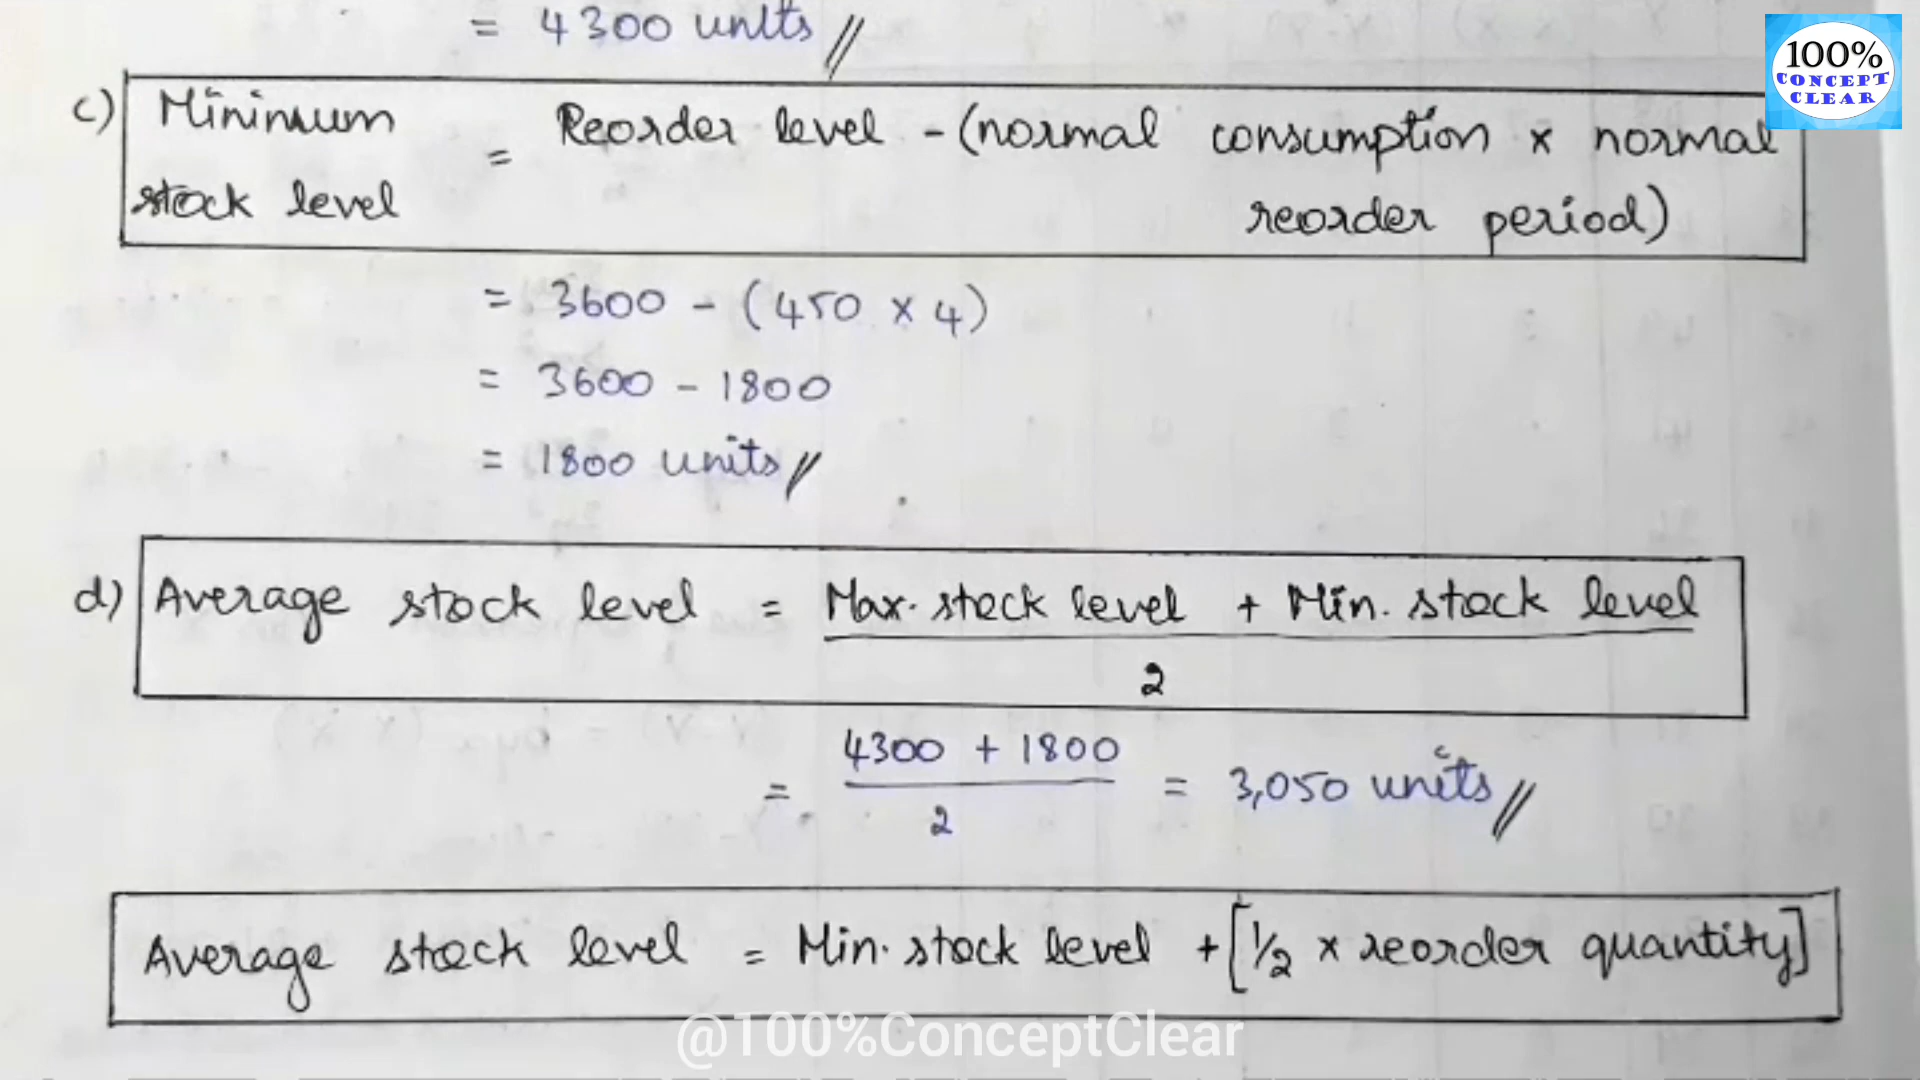 = 4300 units //
100%
CONCEPT
CLEAR
c) Minimum stock level = Reorder level - (normal consumption x normal
reorder period)
= 3600 - (450 x 4)
= 3600 - 1800
= 1800 units //
d) Average stock level = Max. stock level + Min. stock level
2
= 4300 + 1800
2
= 3,050 units //
Average stock level = Min. stock level + [1/2 x reorder quantity]
@100%ConceptClear